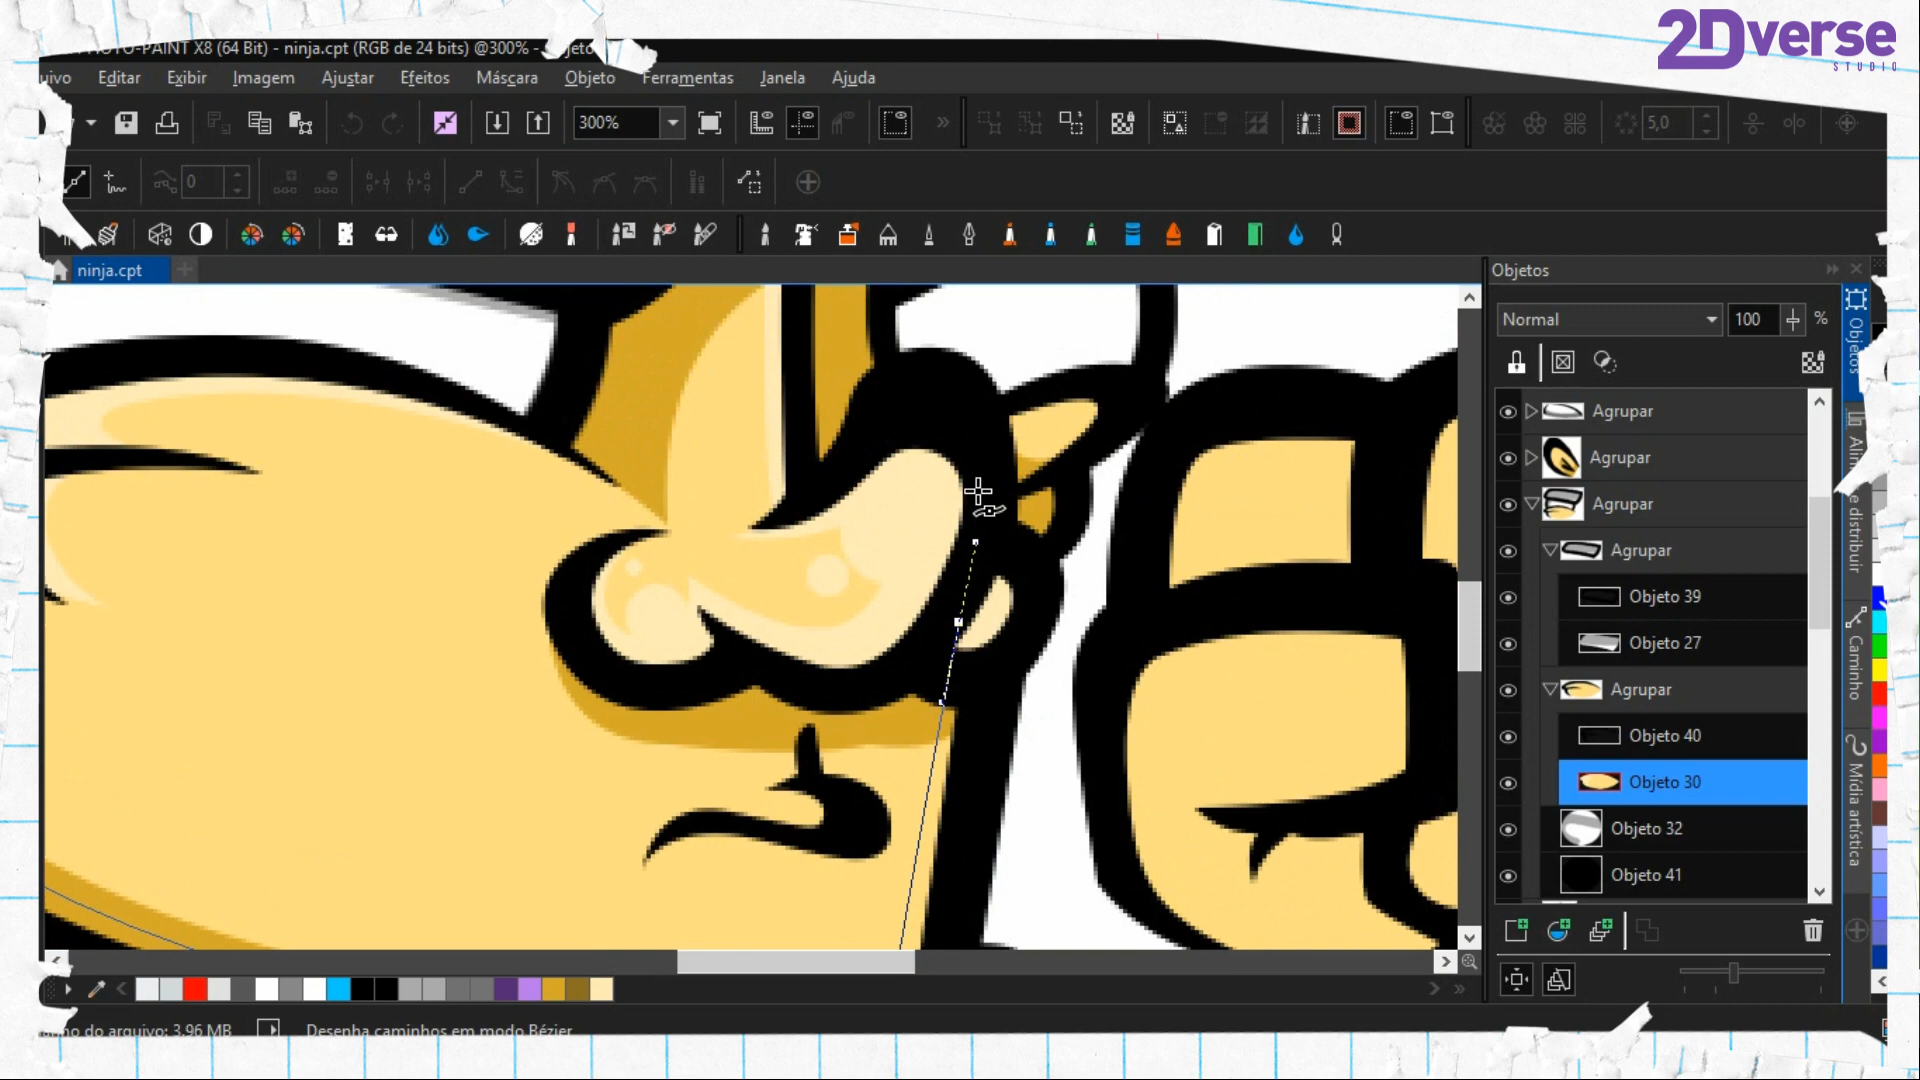 2Dverse
STUDIO
PHOTO-PAINT X8 (64 Bit) - ninja.cpt (RGB de 24 bits) @300% -
Editar Exibir Imagem Ajustar Efeitos Máscara Objeto Ferramentas Janela Ajuda
300%
5,0
0
ninja.cpt
Objetos
Normal 100 %
Agrupar
Agrupar
Agrupar
Agrupar
Objeto 39
Objeto 27
Agrupar
Objeto 40
Objeto 30
Objeto 32
Objeto 41
Objetos
e distribuir
Caminho
Mídia artística
do arquivo: 3,96 MB
Desenha caminhos em modo Bézier